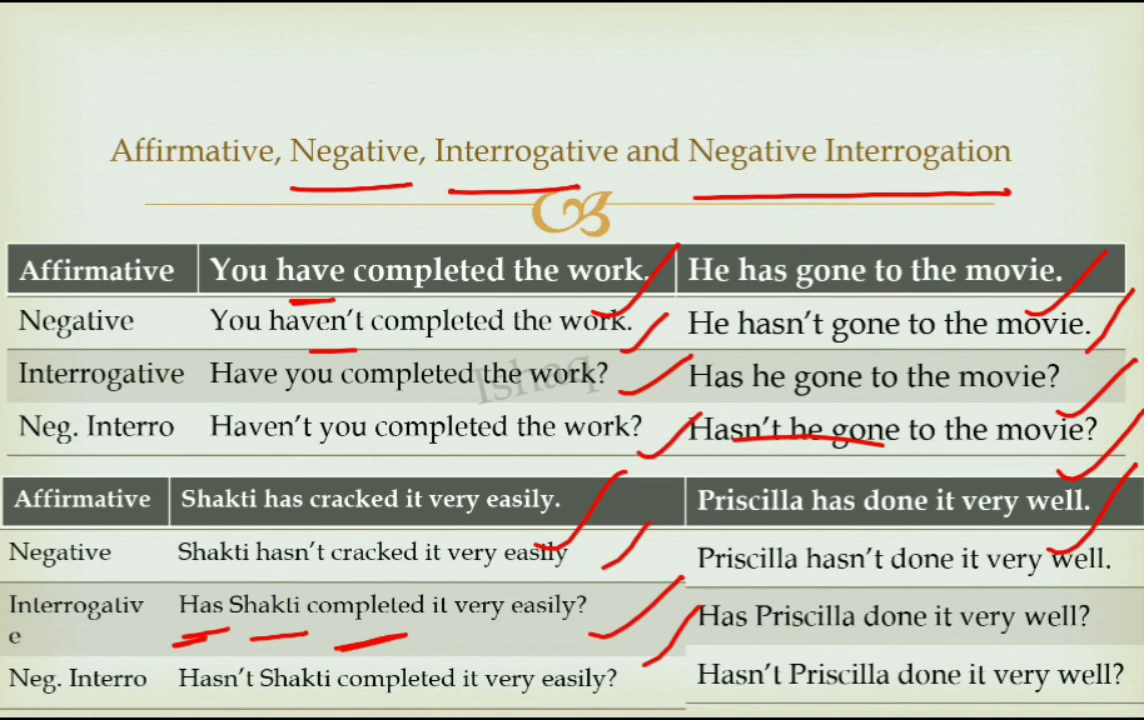 Affirmative, Negative, Interrogative and Negative Interrogation
Affirmative You have completed the work. He has gone to the movie.
Negative You haven't completed the work. He hasn't gone to the movie.
Interrogative Have you completed the work? Has he gone to the movie?
Neg. Interro Haven't you completed the work? Hasn't he gone to the movie?
Ishaq
Affirmative Shakti has cracked it very easily. Priscilla has done it very well.
Negative Shakti hasn't cracked it very easily Priscilla hasn't done it very well.
Interrogativ Has Shakti completed it very easily? Has Priscilla done it very well?
e
Neg. Interro Hasn't Shakti completed it very easily? Hasn't Priscilla done it very well?